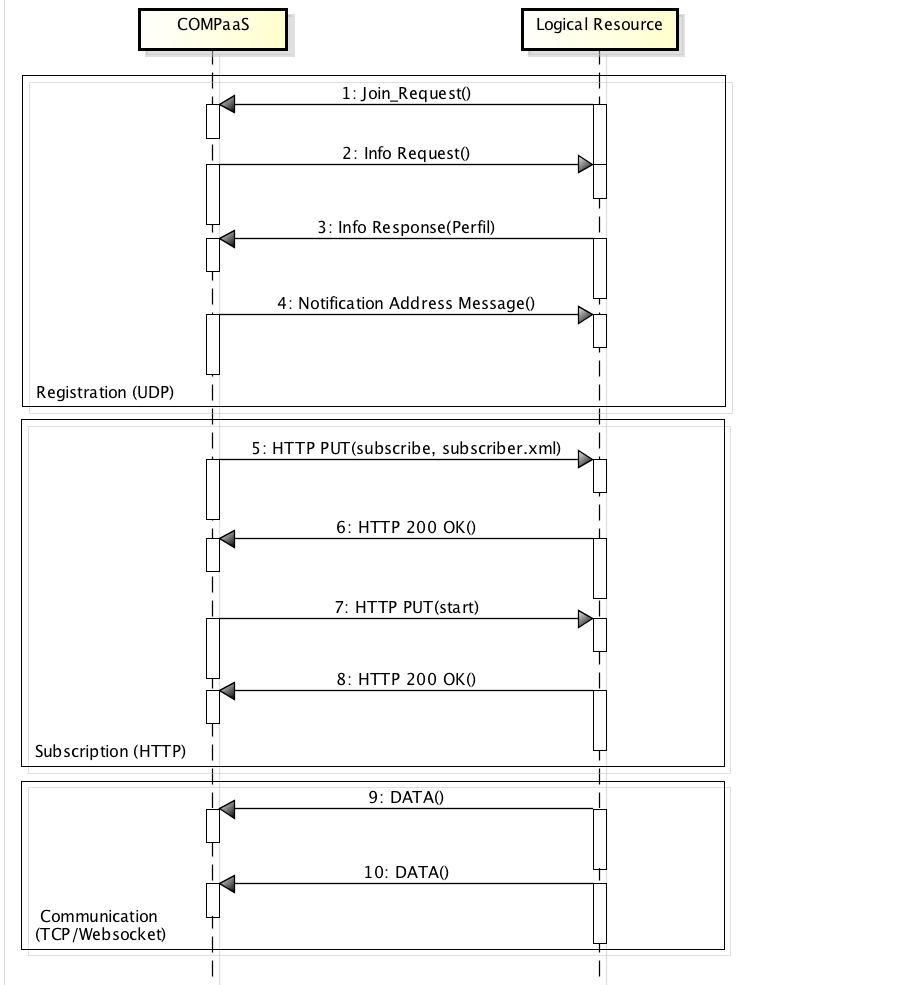 COMPaaS
Logical Resource
1: Join_Request()
2: Info Request()
3: Info Response(Perfil)
4: Notification Address Message()
Registration (UDP)
5: HTTP PUT(subscribe, subscriber.xml)
6: HTTP 200 OK()
7: HTTP PUT(start)
8: HTTP 200 OK()
Subscription (HTTP)
9: DATA()
10: DATA()
Communication
(TCP/Websocket)